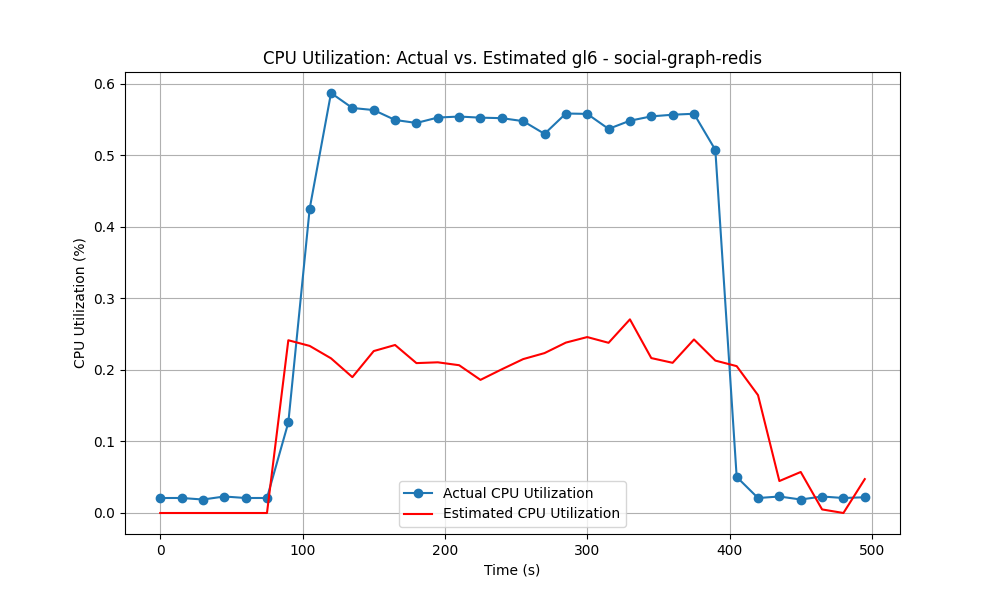 CPU Utilization: Actual vs. Estimated gl6 - social-graph-redis
CPU Utilization (%)
0.6
0.5
0.4
0.3
0.2
0.1
0.0
0 100 200 300 400 500
Time (s)
Actual CPU Utilization
Estimated CPU Utilization